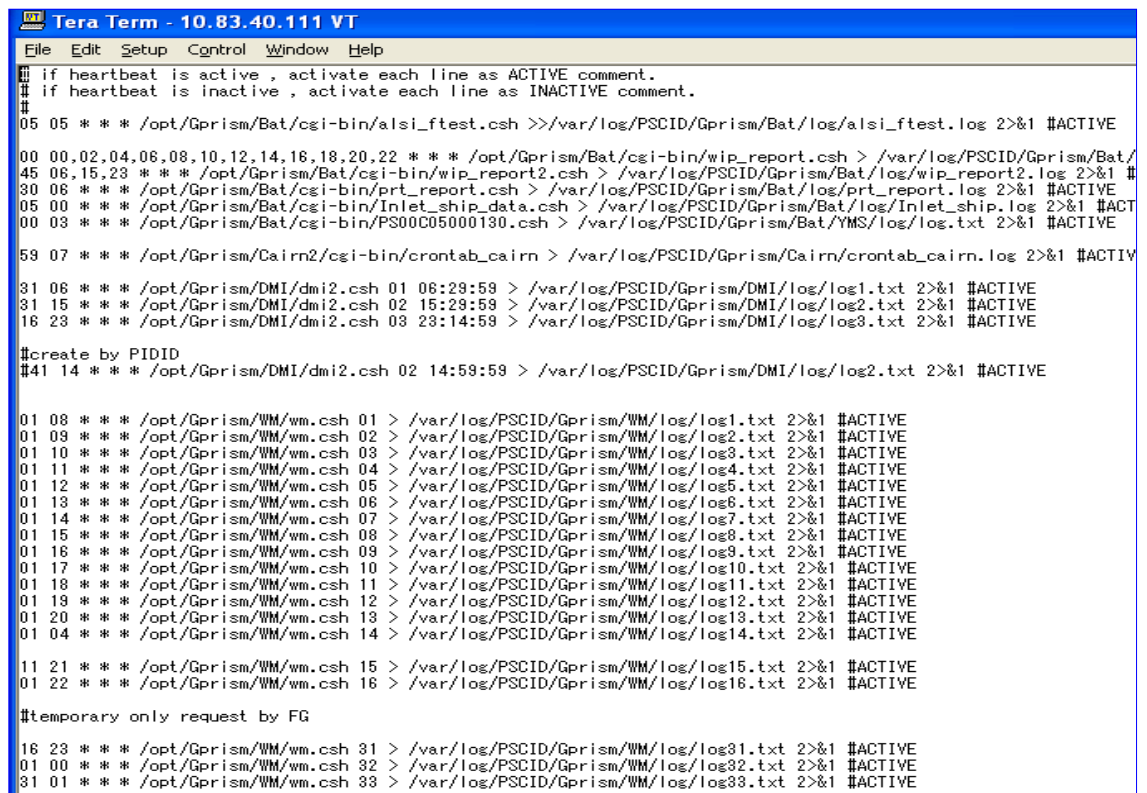 Tera Term - 10.83.40.111 VT
File Edit Setup Control Window Help
# if heartbeat is active , activate each line as ACTIVE comment.
# if heartbeat is inactive , activate each line as INACTIVE comment.
#
05 05 * * * /opt/Gprism/Bat/cgi-bin/alsi_ftest.csh >>/var/log/PSCID/Gprism/Bat/log/alsi_ftest.log 2>&1 #ACTIVE
00 00,02,04,06,08,10,12,14,16,18,20,22 * * * /opt/Gprism/Bat/cgi-bin/wip_report.csh > /var/log/PSCID/Gprism/Bat/
45 06,15,23 * * * /opt/Gprism/Bat/cgi-bin/wip_report2.csh > /var/log/PSCID/Gprism/Bat/log/wip_report2.log 2>&1 #
30 06 * * * /opt/Gprism/Bat/cgi-bin/prt_report.csh > /var/log/PSCID/Gprism/Bat/log/prt_report.log 2>&1 #ACTIVE
05 00 * * * /opt/Gprism/Bat/cgi-bin/Inlet_ship_data.csh > /var/log/PSCID/Gprism/Bat/log/Inlet_ship.log 2>&1 #ACT
00 03 * * * /opt/Gprism/Bat/cgi-bin/PS00C05000130.csh > /var/log/PSCID/Gprism/Bat/YMS/log/log.txt 2>&1 #ACTIVE
59 07 * * * /opt/Gprism/Cairn2/cgi-bin/crontab_cairn > /var/log/PSCID/Gprism/Cairn/crontab_cairn.log 2>&1 #ACTIV
31 06 * * * /opt/Gprism/DMI/dmi2.csh 01 06:29:59 > /var/log/PSCID/Gprism/DMI/log/log1.txt 2>&1 #ACTIVE
31 15 * * * /opt/Gprism/DMI/dmi2.csh 02 15:29:59 > /var/log/PSCID/Gprism/DMI/log/log2.txt 2>&1 #ACTIVE
16 23 * * * /opt/Gprism/DMI/dmi2.csh 03 23:14:59 > /var/log/PSCID/Gprism/DMI/log/log3.txt 2>&1 #ACTIVE
#create by PIDID
#41 14 * * * /opt/Gprism/DMI/dmi2.csh 02 14:59:59 > /var/log/PSCID/Gprism/DMI/log/log2.txt 2>&1 #ACTIVE
01 08 * * * /opt/Gprism/WM/wm.csh 01 > /var/log/PSCID/Gprism/WM/log/log1.txt 2>&1 #ACTIVE
01 09 * * * /opt/Gprism/WM/wm.csh 02 > /var/log/PSCID/Gprism/WM/log/log2.txt 2>&1 #ACTIVE
01 10 * * * /opt/Gprism/WM/wm.csh 03 > /var/log/PSCID/Gprism/WM/log/log3.txt 2>&1 #ACTIVE
01 11 * * * /opt/Gprism/WM/wm.csh 04 > /var/log/PSCID/Gprism/WM/log/log4.txt 2>&1 #ACTIVE
01 12 * * * /opt/Gprism/WM/wm.csh 05 > /var/log/PSCID/Gprism/WM/log/log5.txt 2>&1 #ACTIVE
01 13 * * * /opt/Gprism/WM/wm.csh 06 > /var/log/PSCID/Gprism/WM/log/log6.txt 2>&1 #ACTIVE
01 14 * * * /opt/Gprism/WM/wm.csh 07 > /var/log/PSCID/Gprism/WM/log/log7.txt 2>&1 #ACTIVE
01 15 * * * /opt/Gprism/WM/wm.csh 08 > /var/log/PSCID/Gprism/WM/log/log8.txt 2>&1 #ACTIVE
01 16 * * * /opt/Gprism/WM/wm.csh 09 > /var/log/PSCID/Gprism/WM/log/log9.txt 2>&1 #ACTIVE
01 17 * * * /opt/Gprism/WM/wm.csh 10 > /var/log/PSCID/Gprism/WM/log/log10.txt 2>&1 #ACTIVE
01 18 * * * /opt/Gprism/WM/wm.csh 11 > /var/log/PSCID/Gprism/WM/log/log11.txt 2>&1 #ACTIVE
01 19 * * * /opt/Gprism/WM/wm.csh 12 > /var/log/PSCID/Gprism/WM/log/log12.txt 2>&1 #ACTIVE
01 20 * * * /opt/Gprism/WM/wm.csh 13 > /var/log/PSCID/Gprism/WM/log/log13.txt 2>&1 #ACTIVE
01 04 * * * /opt/Gprism/WM/wm.csh 14 > /var/log/PSCID/Gprism/WM/log/log14.txt 2>&1 #ACTIVE
11 21 * * * /opt/Gprism/WM/wm.csh 15 > /var/log/PSCID/Gprism/WM/log/log15.txt 2>&1 #ACTIVE
01 22 * * * /opt/Gprism/WM/wm.csh 16 > /var/log/PSCID/Gprism/WM/log/log16.txt 2>&1 #ACTIVE
#temporary only request by FG
16 23 * * * /opt/Gprism/WM/wm.csh 31 > /var/log/PSCID/Gprism/WM/log/log31.txt 2>&1 #ACTIVE
01 00 * * * /opt/Gprism/WM/wm.csh 32 > /var/log/PSCID/Gprism/WM/log/log32.txt 2>&1 #ACTIVE
31 01 * * * /opt/Gprism/WM/wm.csh 33 > /var/log/PSCID/Gprism/WM/log/log33.txt 2>&1 #ACTIVE